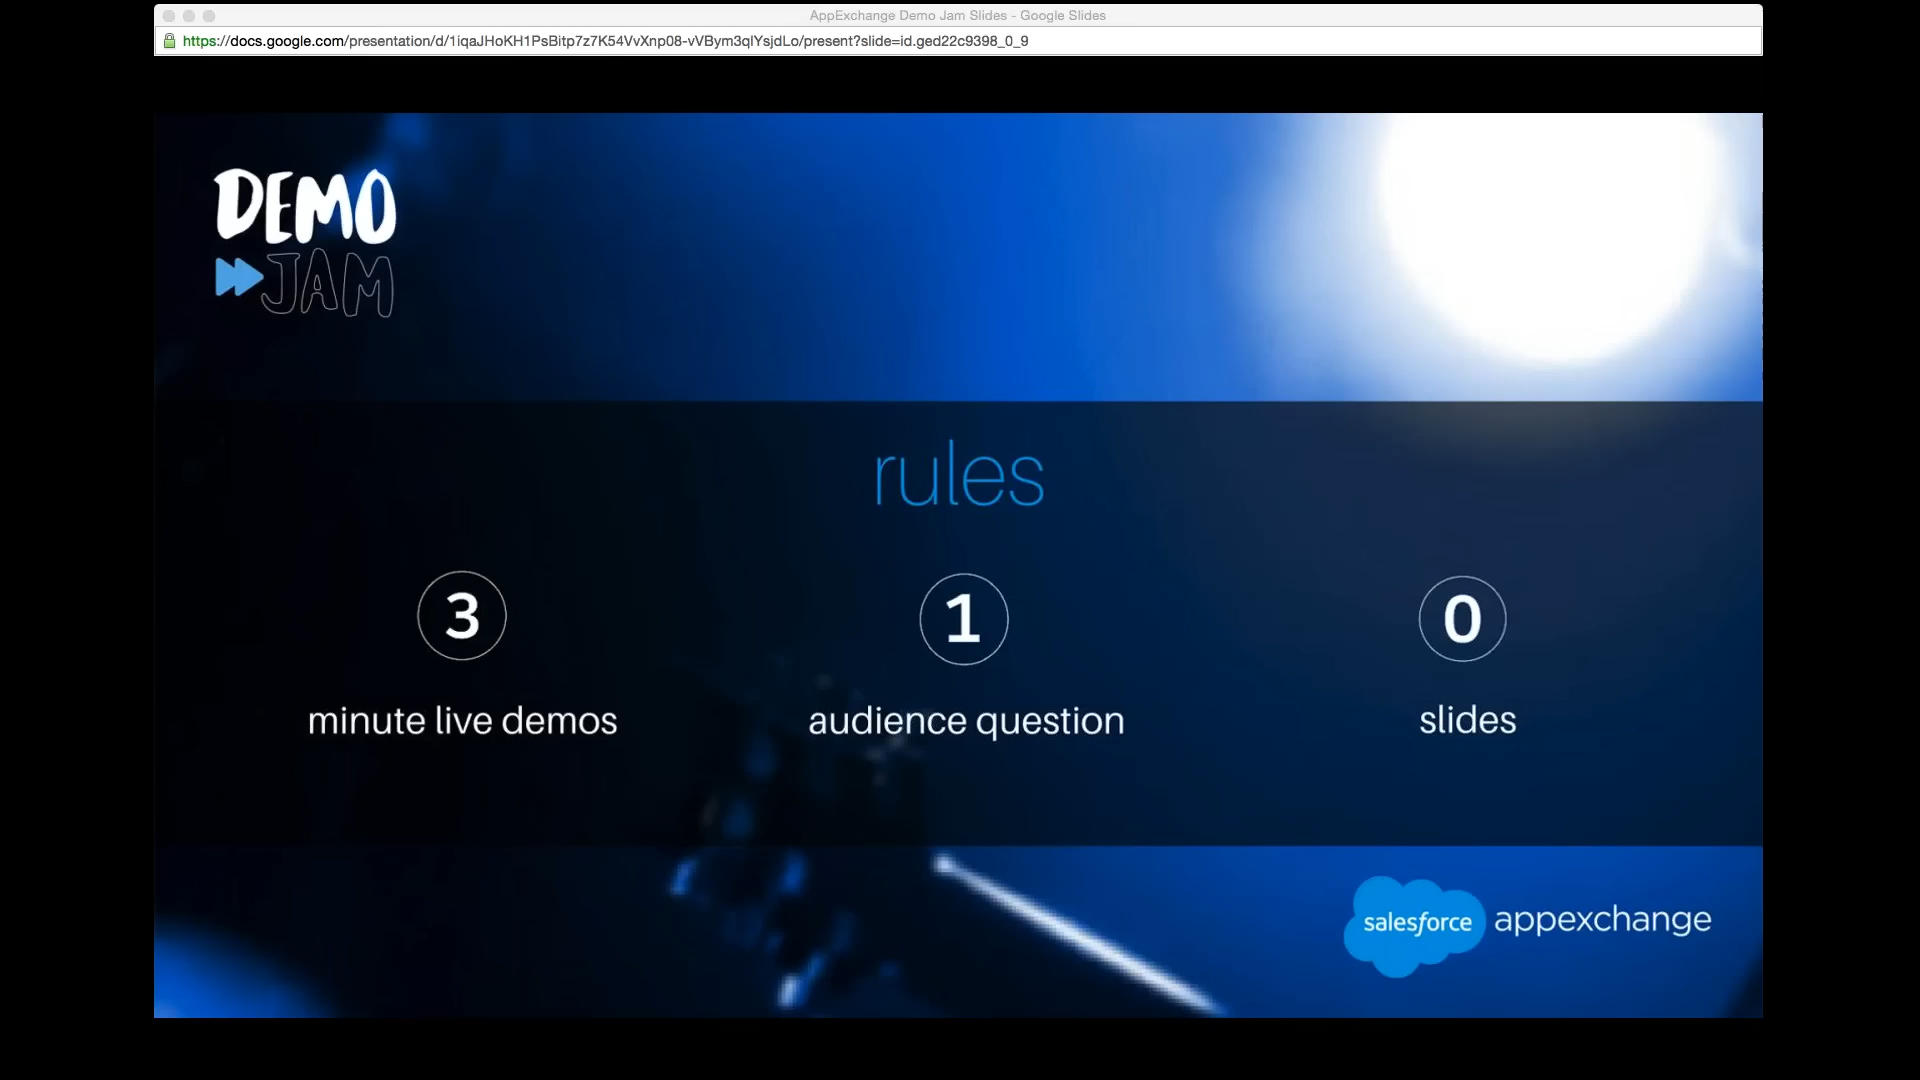 AppExchange Demo Jam Slides - Google Slides
https://docs.google.com/presentation/d/1iqaJHoKH1PsBitp7z7K54VvXnp08-vVBym3qlYsjdLo/present?slide=id.ged22c9398_0_9
DEMO
JAM
rules
3
1
0
minute live demos
audience question
slides
salesforce appexchange